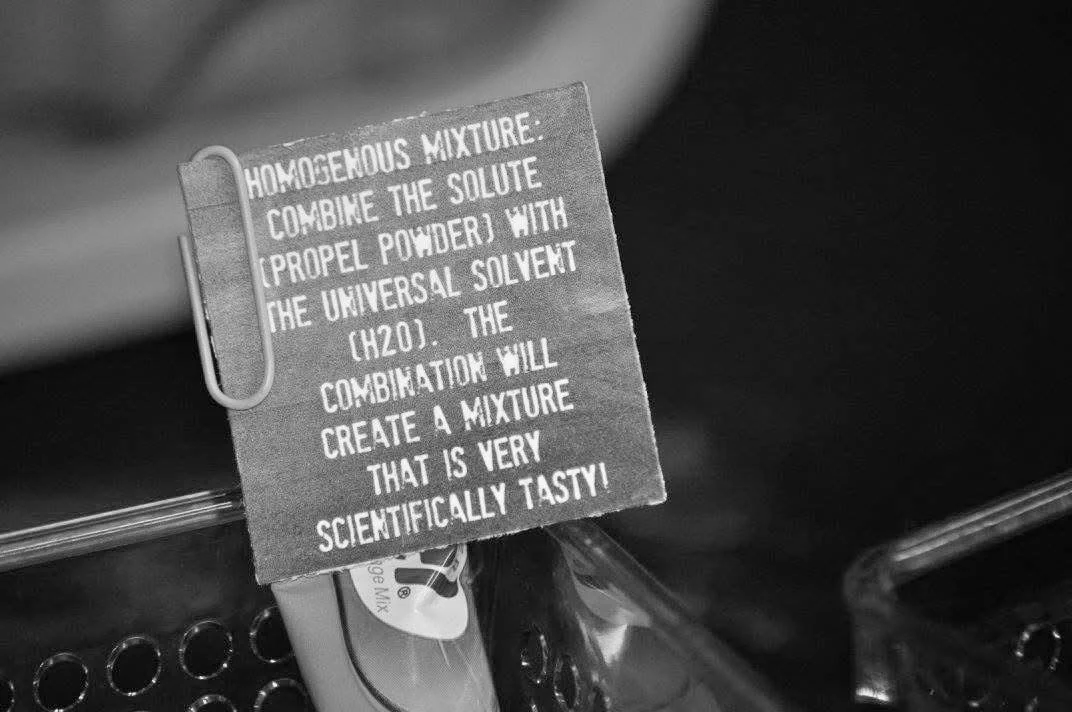 HOMOGENOUS MIXTURE:
COMBINE THE SOLUTE
(PROPEL POWDER) WITH
THE UNIVERSAL SOLVENT
(H2O). THE
COMBINATION WILL
CREATE A MIXTURE
THAT IS VERY
SCIENTIFICALLY TASTY!
Mix
®